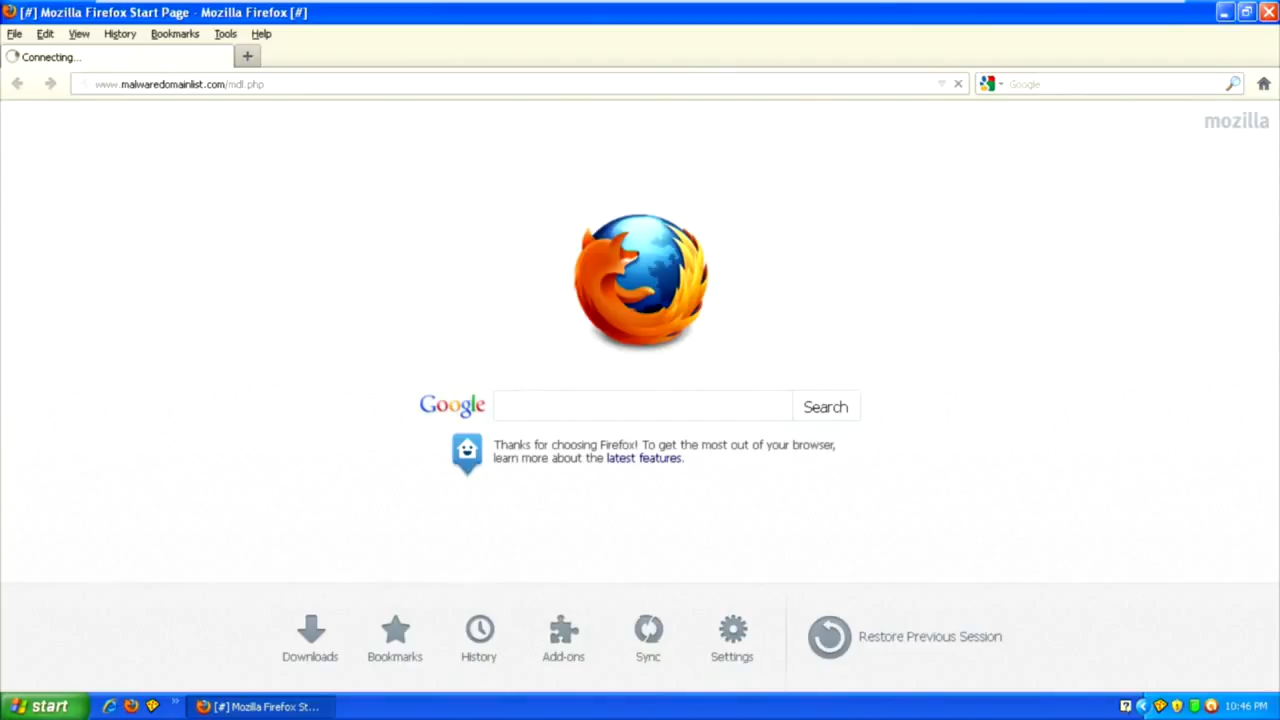 [#] Mozilla Firefox Start Page - Mozilla Firefox [#]
File Edit View History Bookmarks Tools Help
Connecting...
www.malwaredomainlist.com/mdl.php
Google
mozilla
Google
Search
Thanks for choosing Firefox! To get the most out of your browser,
learn more about the latest features.
Downloads Bookmarks History Add-ons Sync Settings Restore Previous Session
start [#] Mozilla Firefox St... 10:46 PM